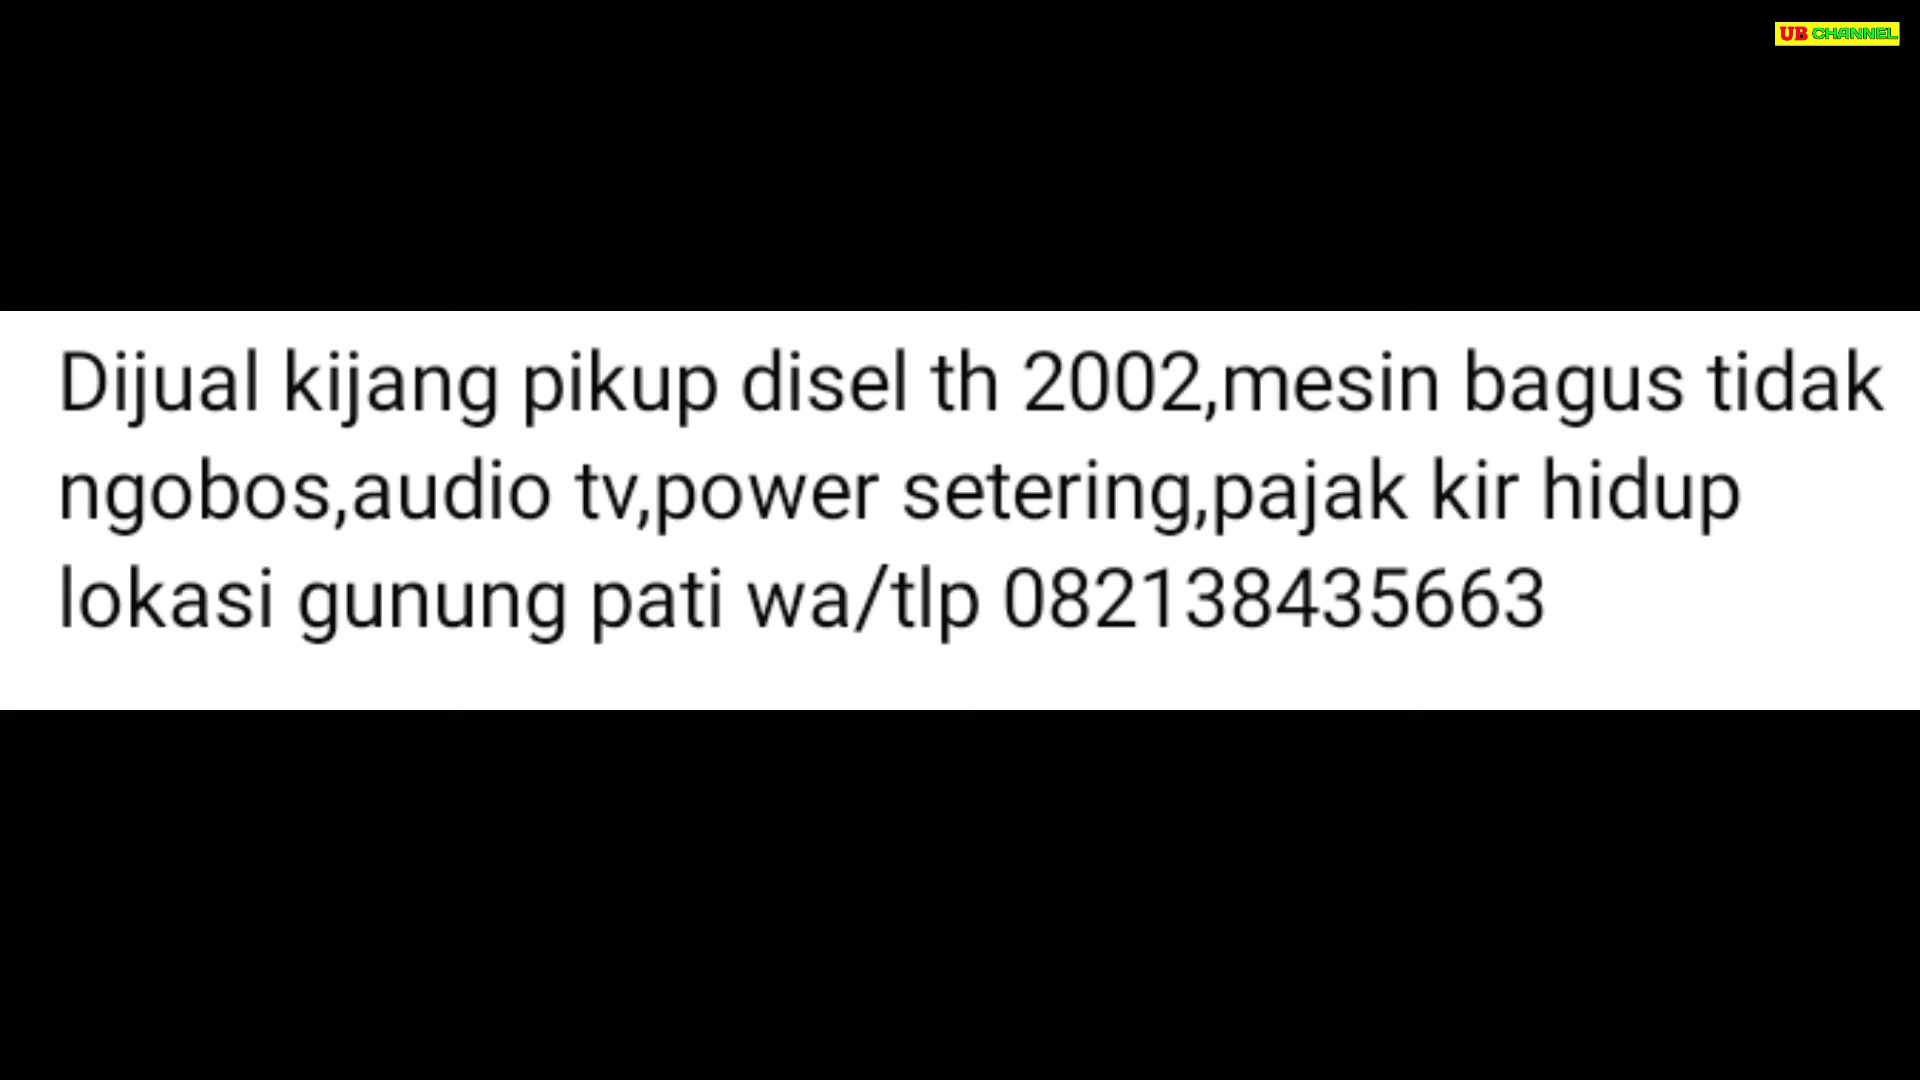 UB CHANNEL
Dijual kijang pikup disel th 2002,mesin bagus tidak
ngobos,audio tv,power setering,pajak kir hidup
lokasi gunung pati wa/tlp 082138435663